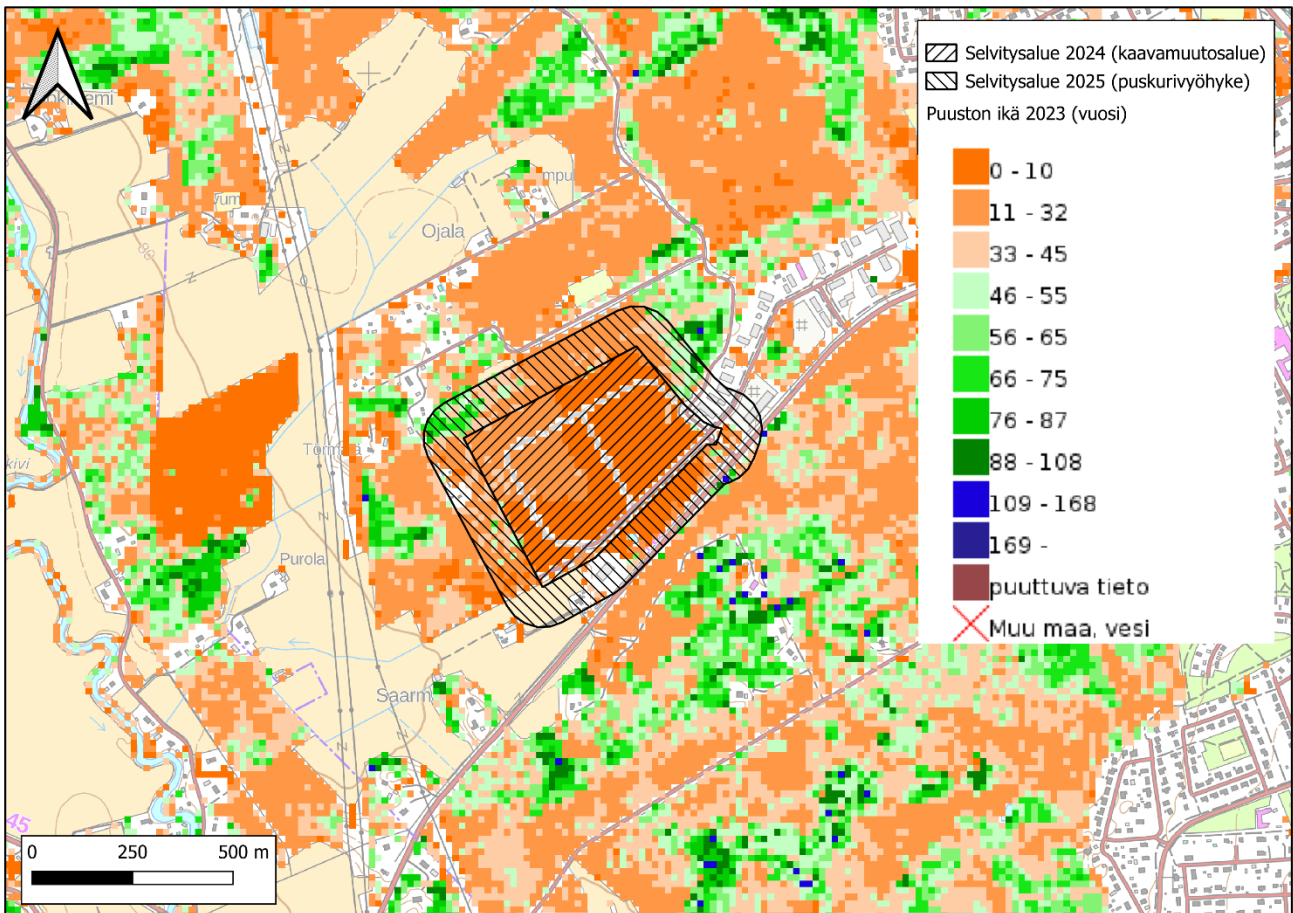 Selvitysalue 2024 (kaavamuutosalue)
Selvitysalue 2025 (puskurivyöhyke)
Puuston ikä 2023 (vuosi)
0 - 10
11 - 32
33 - 45
46 - 55
56 - 65
66 - 75
76 - 87
88 - 108
109 - 168
169 -
puuttuva tieto
Muu maa, vesi
Ojala
80
Purola
Saarm
45
0 250 500 m